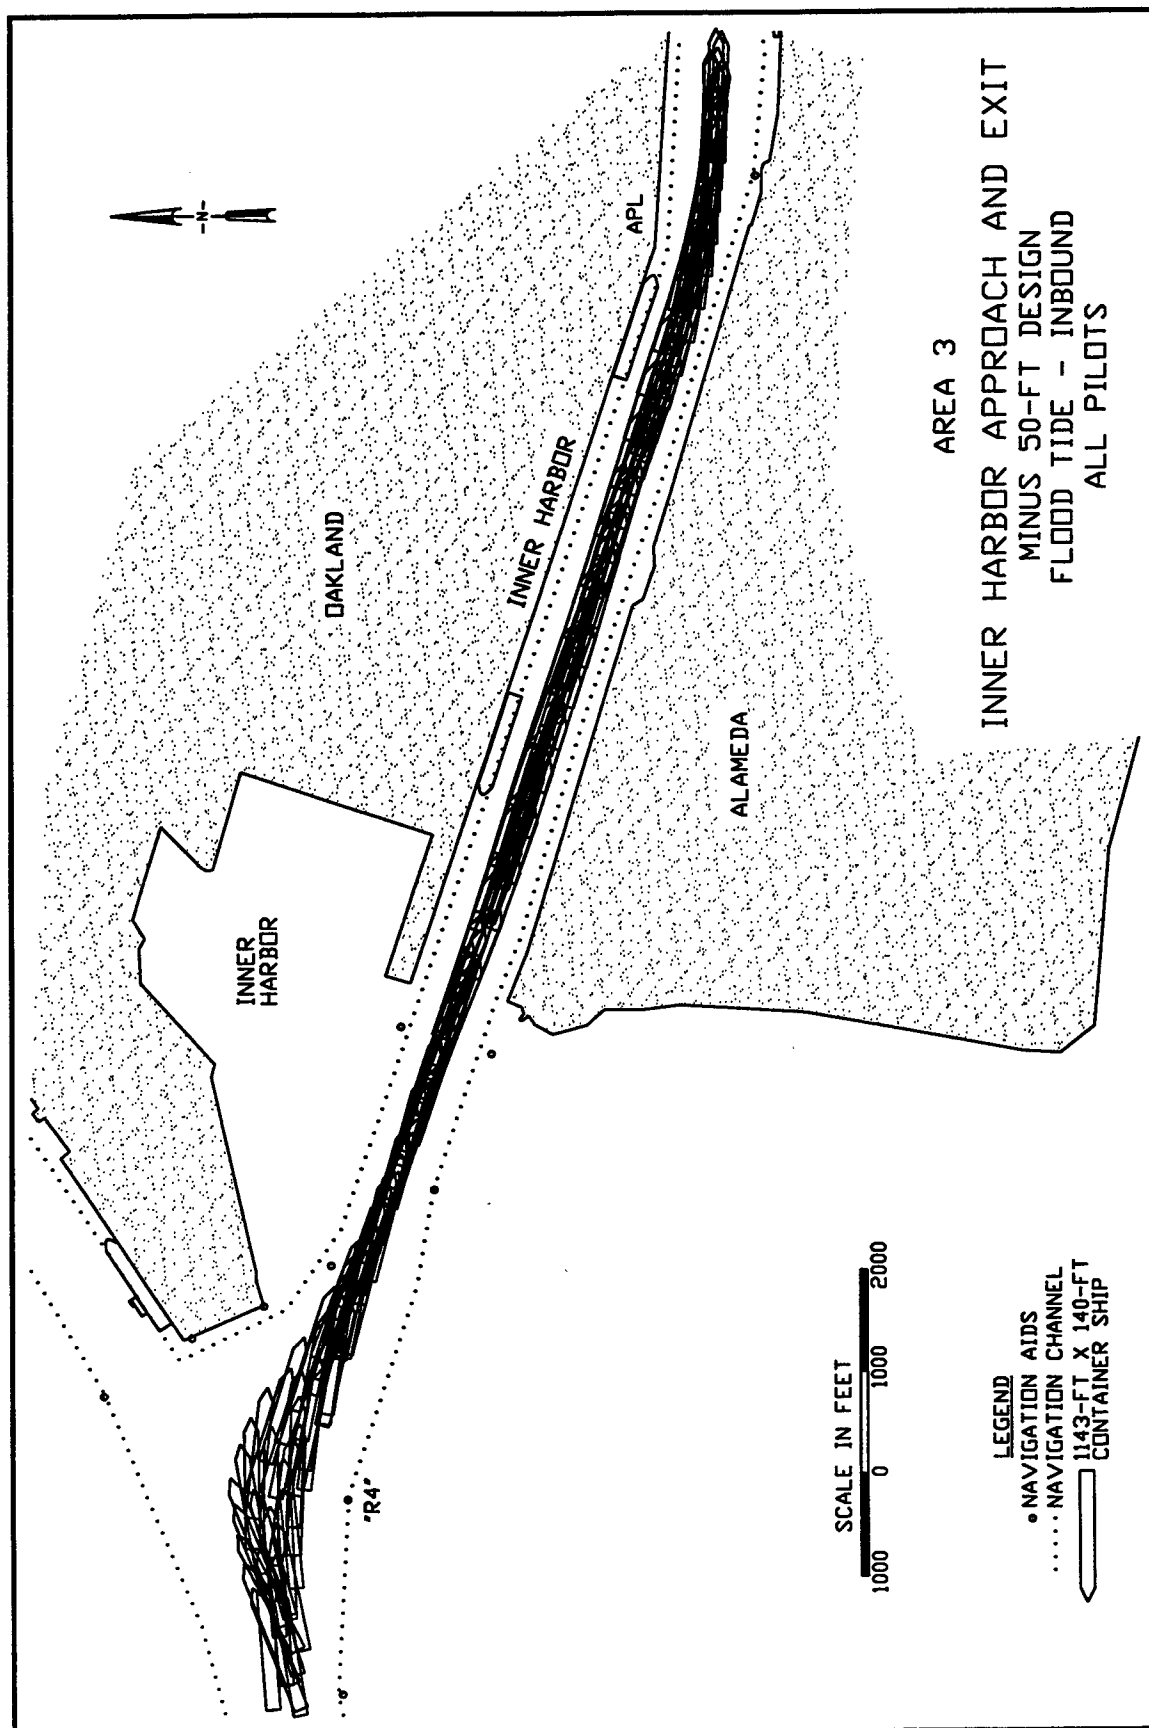 -N-
APL
INNER HARBOR
OAKLAND
INNER
HARBOR
ALAMEDA
"R4"
AREA 3
INNER HARBOR APPROACH AND EXIT
MINUS 50-FT DESIGN
FLOOD TIDE - INBOUND
ALL PILOTS
SCALE IN FEET
1000 0 1000 2000
LEGEND
NAVIGATION AIDS
NAVIGATION CHANNEL
1143-FT X 140-FT
CONTAINER SHIP